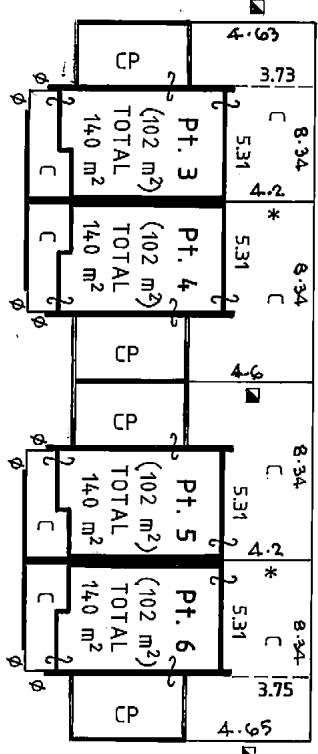 4.63
CP
3.73
8.34
C
Pt. 3
(102 m²)
TOTAL
140 m²
5.31
C
Ø
Ø
4.2
*
8.34
C
Pt. 4
(102 m²)
TOTAL
140 m²
5.31
C
Ø
Ø
CP
4.6
CP
8.34
C
Pt. 5
(102 m²)
TOTAL
140 m²
5.31
C
Ø
Ø
4.2
*
8.34
C
Pt. 6
(102 m²)
TOTAL
140 m²
5.31
C
Ø
Ø
3.75
CP
4.65